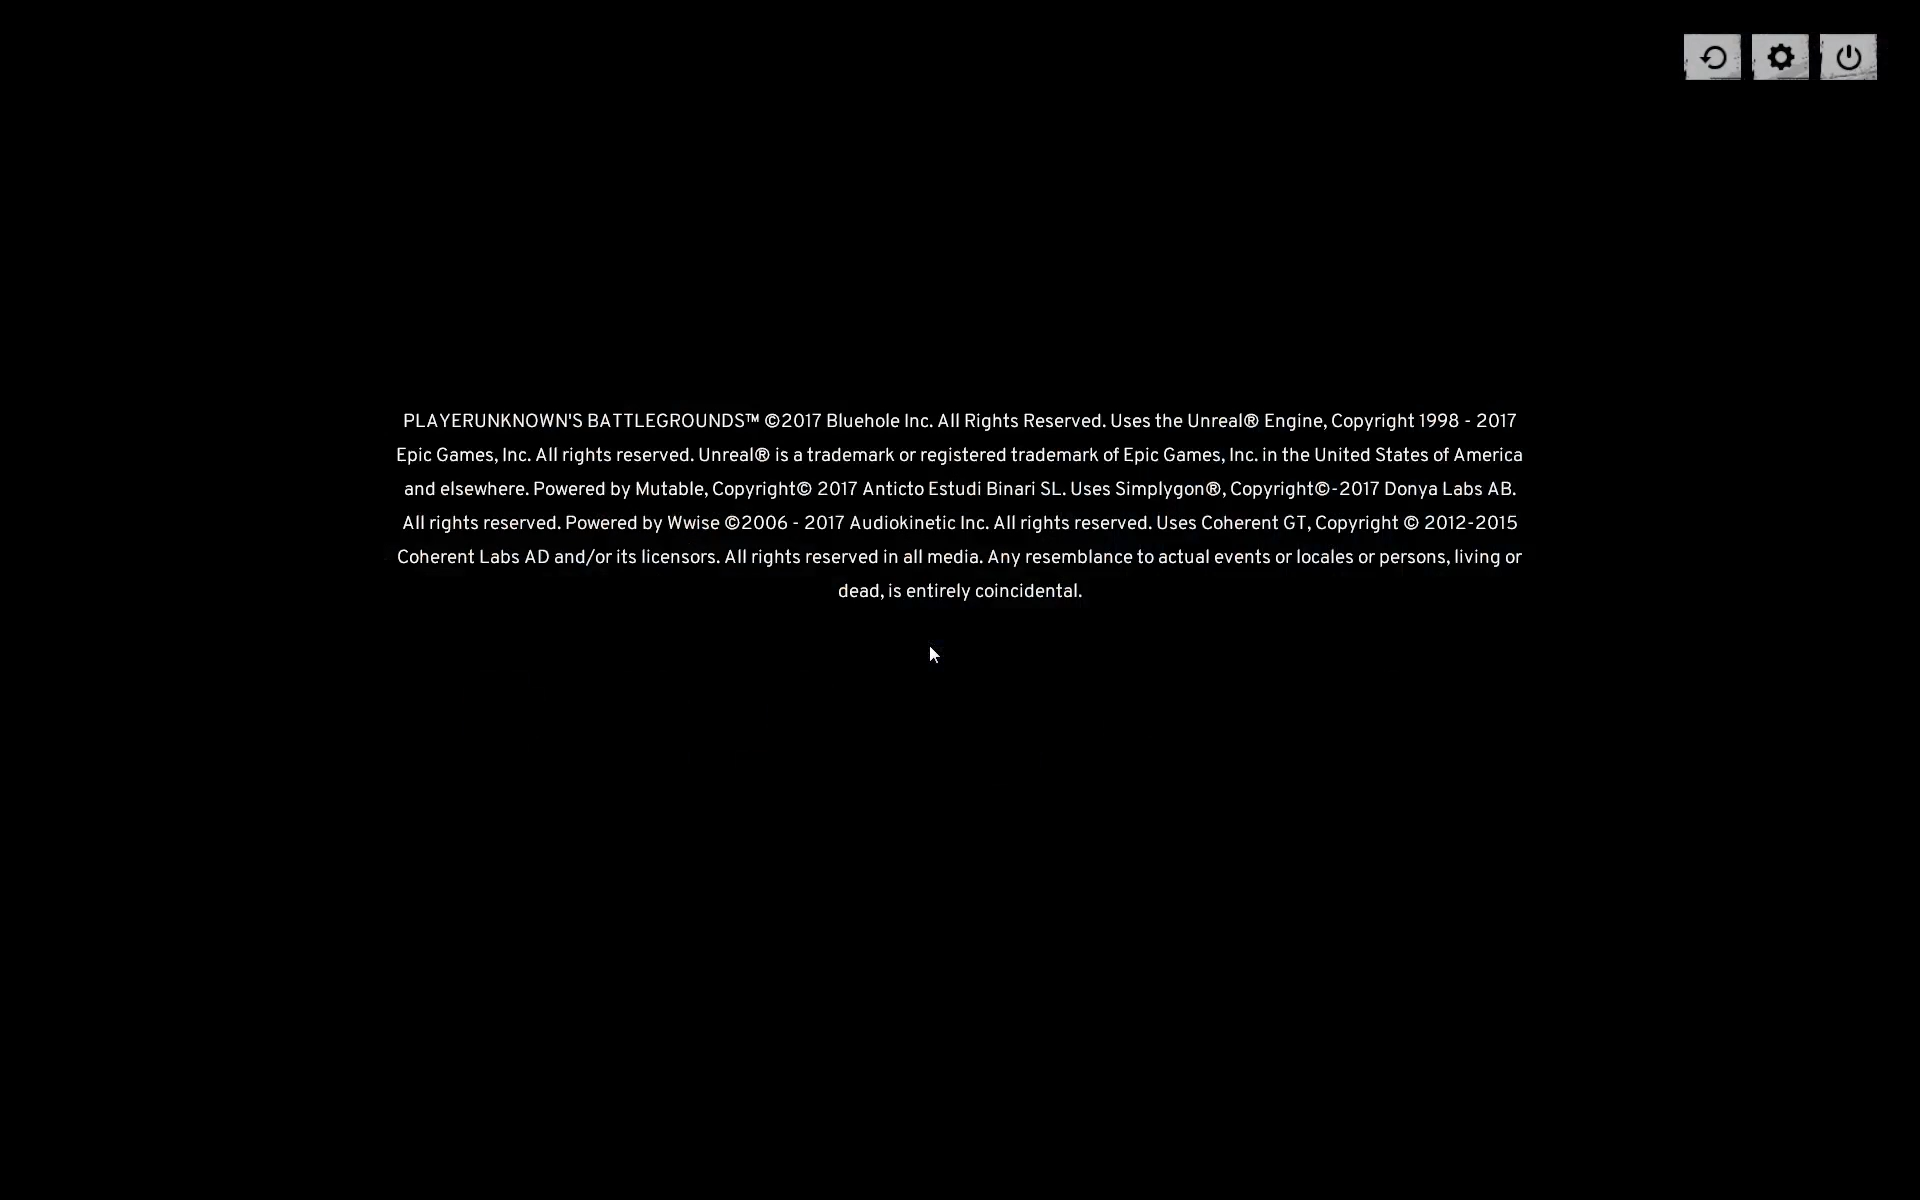 PLAYERUNKNOWN'S BATTLEGROUNDS™ ©2017 Bluehole Inc. All Rights Reserved. Uses the Unreal® Engine, Copyright 1998 - 2017
Epic Games, Inc. All rights reserved. Unreal® is a trademark or registered trademark of Epic Games, Inc. in the United States of America
and elsewhere. Powered by Mutable, Copyright© 2017 Anticto Estudi Binari SL. Uses Simplygon®, Copyright©-2017 Donya Labs AB.
All rights reserved. Powered by Wwise ©2006 - 2017 Audiokinetic Inc. All rights reserved. Uses Coherent GT, Copyright © 2012-2015
Coherent Labs AD and/or its licensors. All rights reserved in all media. Any resemblance to actual events or locales or persons, living or
dead, is entirely coincidental.